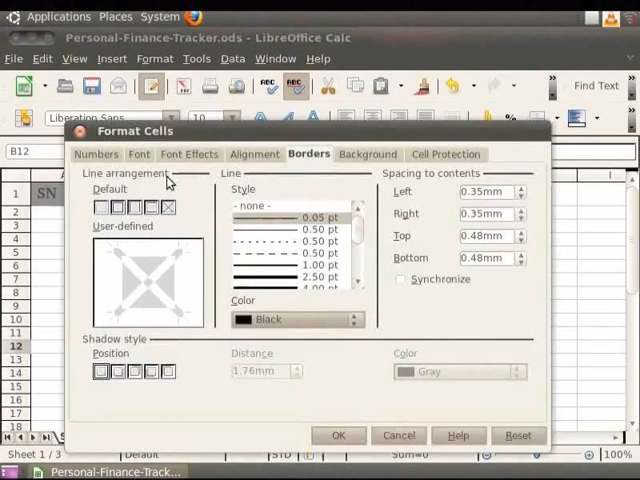 Applications Places System
Personal-Finance-Tracker.ods - LibreOffice Calc
File Edit View Insert Format Tools Data Window Help
ABC ABC Find Text
Liberation Sans 10 %
Format Cells
B12
Numbers Font Font Effects Alignment Borders Background Cell Protection
Line arrangement Line Spacing to contents
Default Style Left 0.35mm
- none -
1 SN 0.05 pt Right 0.35mm
2 0.50 pt
User-defined
3 0.50 pt Top 0.48mm
4 0.50 pt Bottom 0.48mm
5 1.00 pt
6 2.50 pt Synchronize
7 4.00 pt
8
9 Color
10 Black
11
12 Shadow style
13 Position Distance Color
14 1.76mm Gray
15
16
17
18 OK Cancel Help Reset
Sheet 1 / 3 Default STD Sum=0 100%
Personal-Finance-Track...